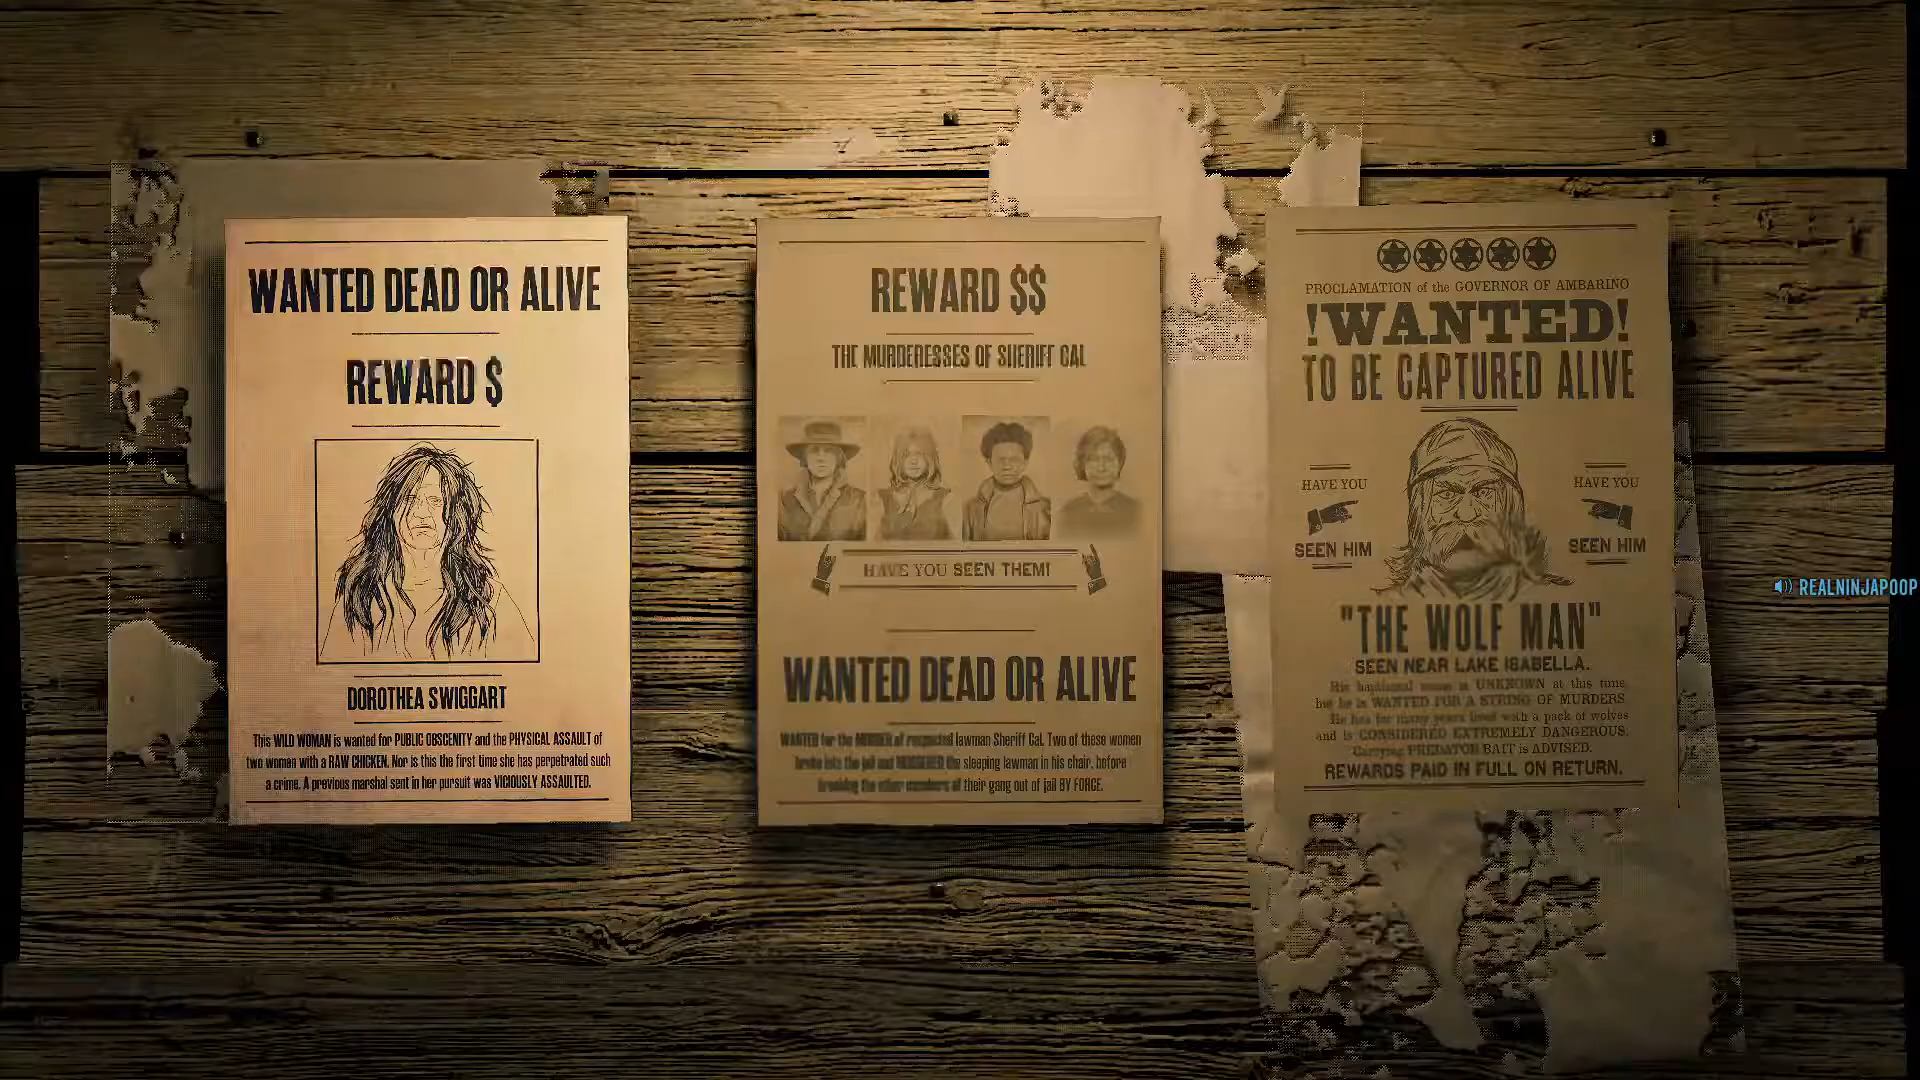 WANTED DEAD OR ALIVE
REWARD $
DOROTHEA SWIGGART
This WILD WOMAN is wanted for PUBLIC OBSCENITY and the PHYSICAL ASSAULT of
two woman with a RAW CHICKEN. Nor is this the first time she has perpetrated such
a crime. A previous marshal sent in her pursuit was VICIOUSLY ASSAULTED.
REWARD $$
THE MURDERESSES OF SHERIFF CAL
HAVE YOU SEEN THEM!
WANTED DEAD OR ALIVE
WANTED for the MURDER of respected lawman Sheriff Cal. Two of these women
broke into the jail and MURDERED the sleeping lawman in his chair, before
breaking the other members of their gang out of jail BY FORCE.
PROCLAMATION of the GOVERNOR OF AMBARINO
!WANTED!
TO BE CAPTURED ALIVE
HAVE YOU
SEEN HIM
HAVE YOU
SEEN HIM
"THE WOLF MAN"
SEEN NEAR LAKE ISABELLA.
His baptismal name is UNKNOWN at this time,
but he is WANTED FOR A STRING OF MURDERS
He has for many years lived with a pack of wolves
and is CONSIDERED EXTREMELY DANGEROUS.
Carrying PREDATOR BAIT is ADVISED.
REWARDS PAID IN FULL ON RETURN.
REALNINJAPOOP